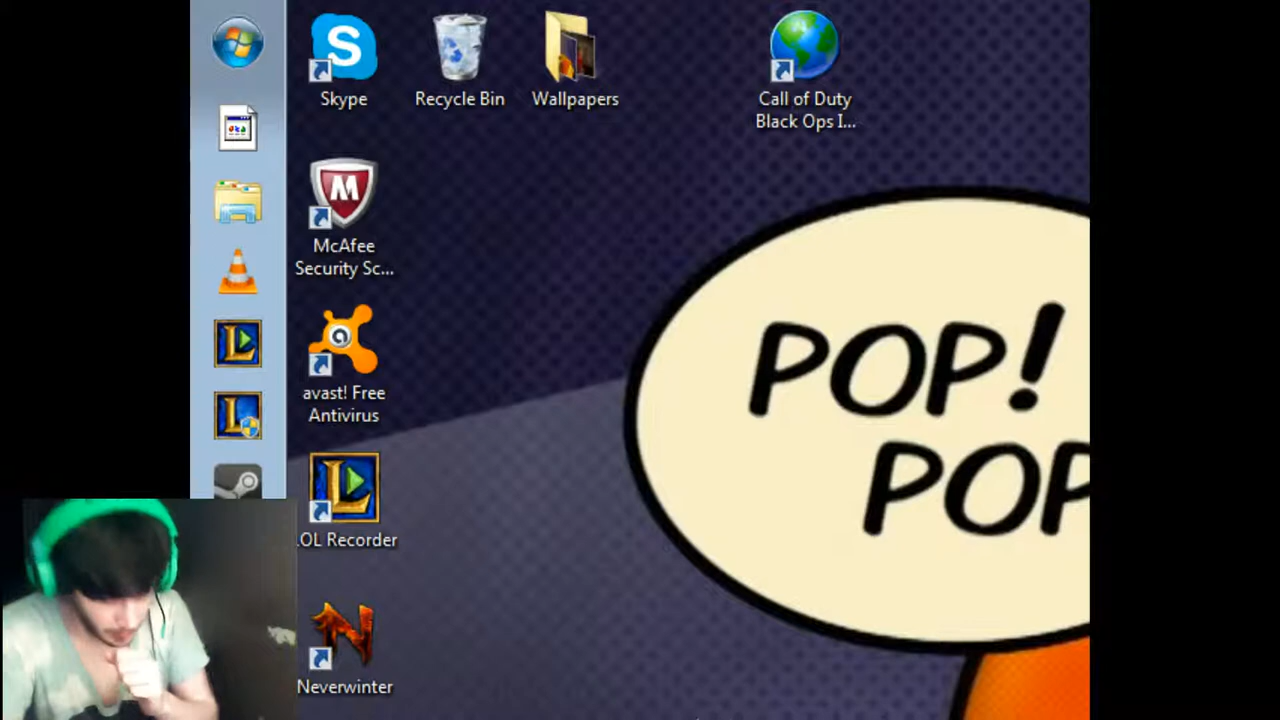 Skype
Recycle Bin
Wallpapers
Call of Duty
Black Ops I...
McAfee
Security Sc...
avast! Free
Antivirus
LOL Recorder
Neverwinter
POP!
POP